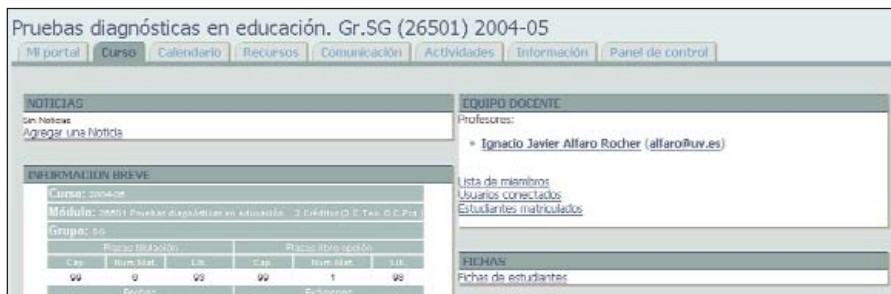 Pruebas diagnósticas en educación. Gr.SG (26501) 2004-05
Mi portal Curso Calendario Recursos Comunicación Actividades Información Panel de control
NOTICIAS
Sin Noticias
Agregar una Noticia
INFORMACION BREVE
Curso: 2004-05
Módulo: 26501 Pruebas diagnósticas en educación
Grupo: SG
Plazas titulación Plazas libre opción
Cap. Num.Mat. Lib. Cap. Num.Mat. Lib.
99 6 93 99 1 98
Fechas Exámenes
EQUIPO DOCENTE
Profesores:
Ignacio Javier Alfaro Rocher (alfaro@uv.es)
Lista de miembros
Usuarios conectados
Estudiantes matriculados
FICHAS
Fichas de estudiantes